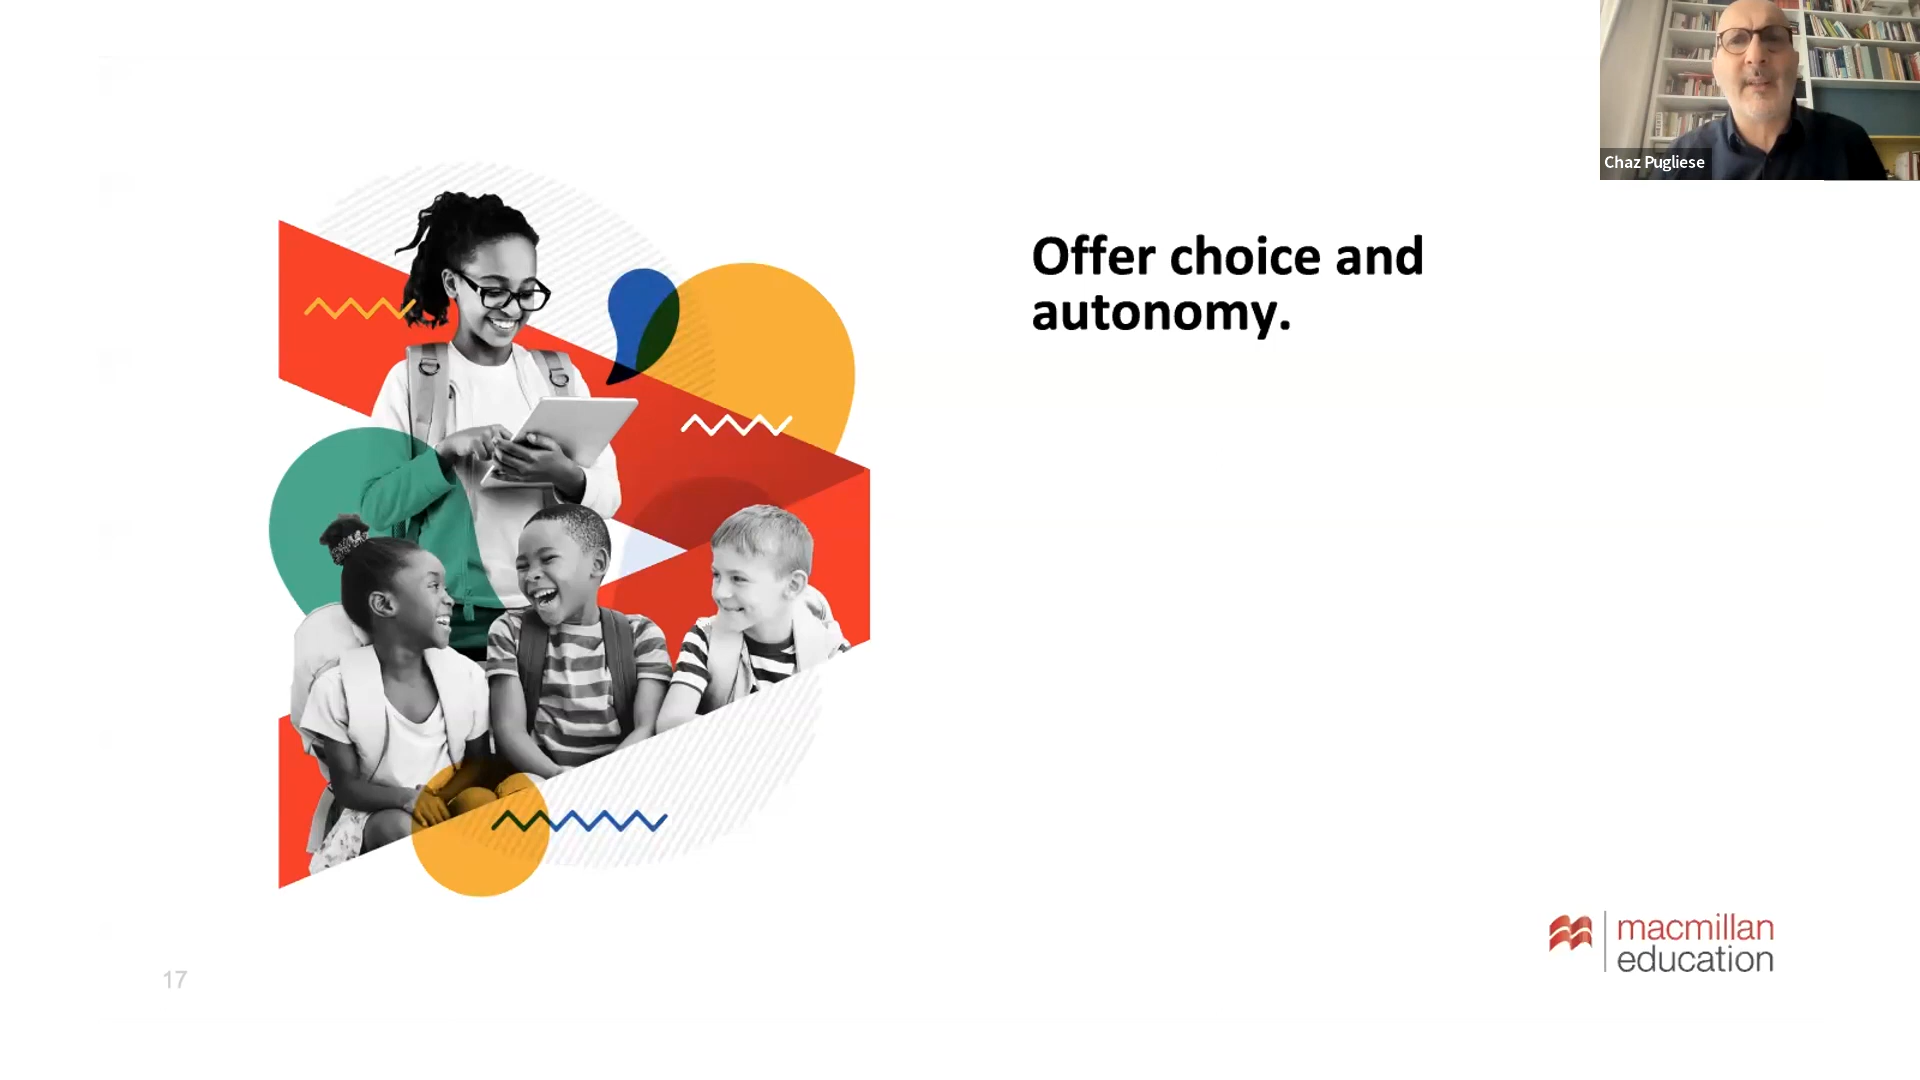 Chaz Pugliese
Offer choice and
autonomy.
macmillan
education
17